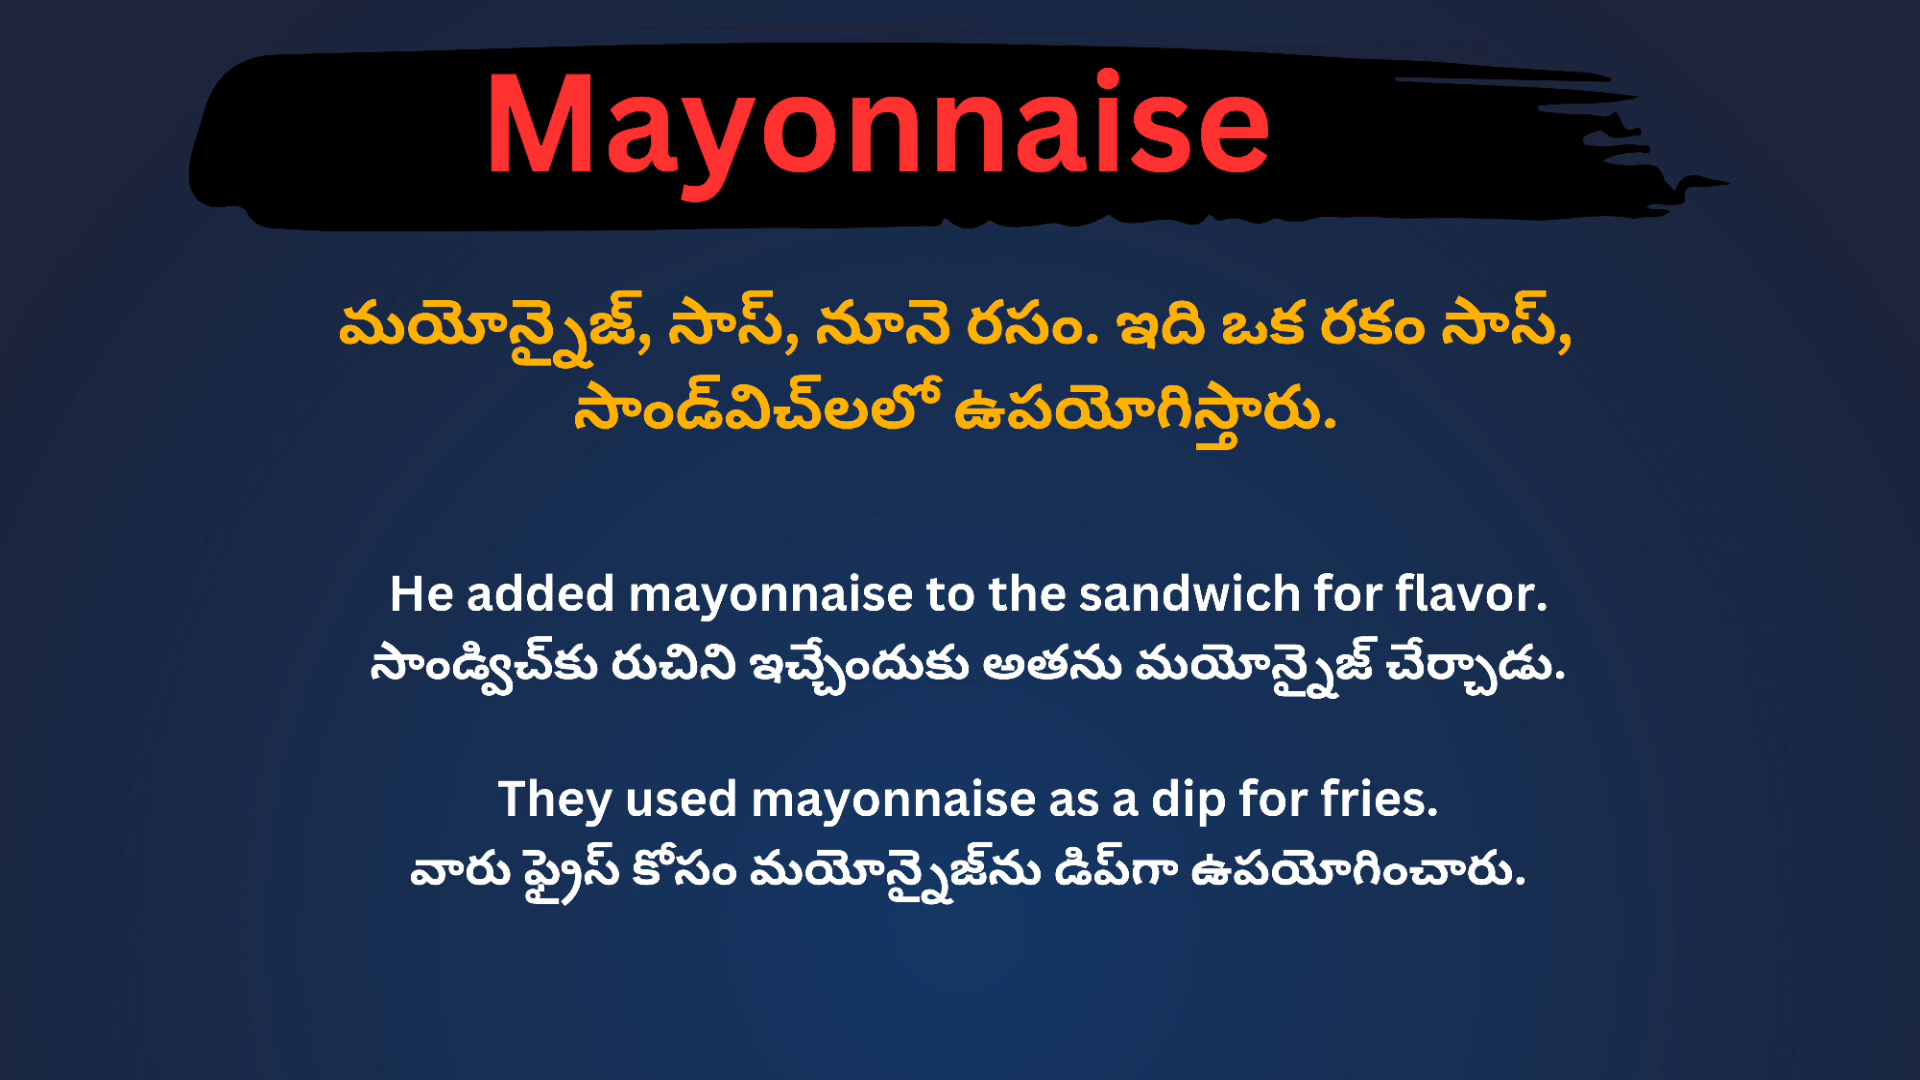 Mayonnaise
మయోన్నైజ్, సాస్, నూనె రసం. ఇది ఒక రకం సాస్,
సాండ్‌విచ్‌లలో ఉపయోగిస్తారు.
He added mayonnaise to the sandwich for flavor.
సాండ్విచ్‌కు రుచిని ఇచ్చేందుకు అతను మయోన్నైజ్ చేర్చాడు.
They used mayonnaise as a dip for fries.
వారు ఫ్రైస్ కోసం మయోన్నైజ్‌ను డిప్‌గా ఉపయోగించారు.